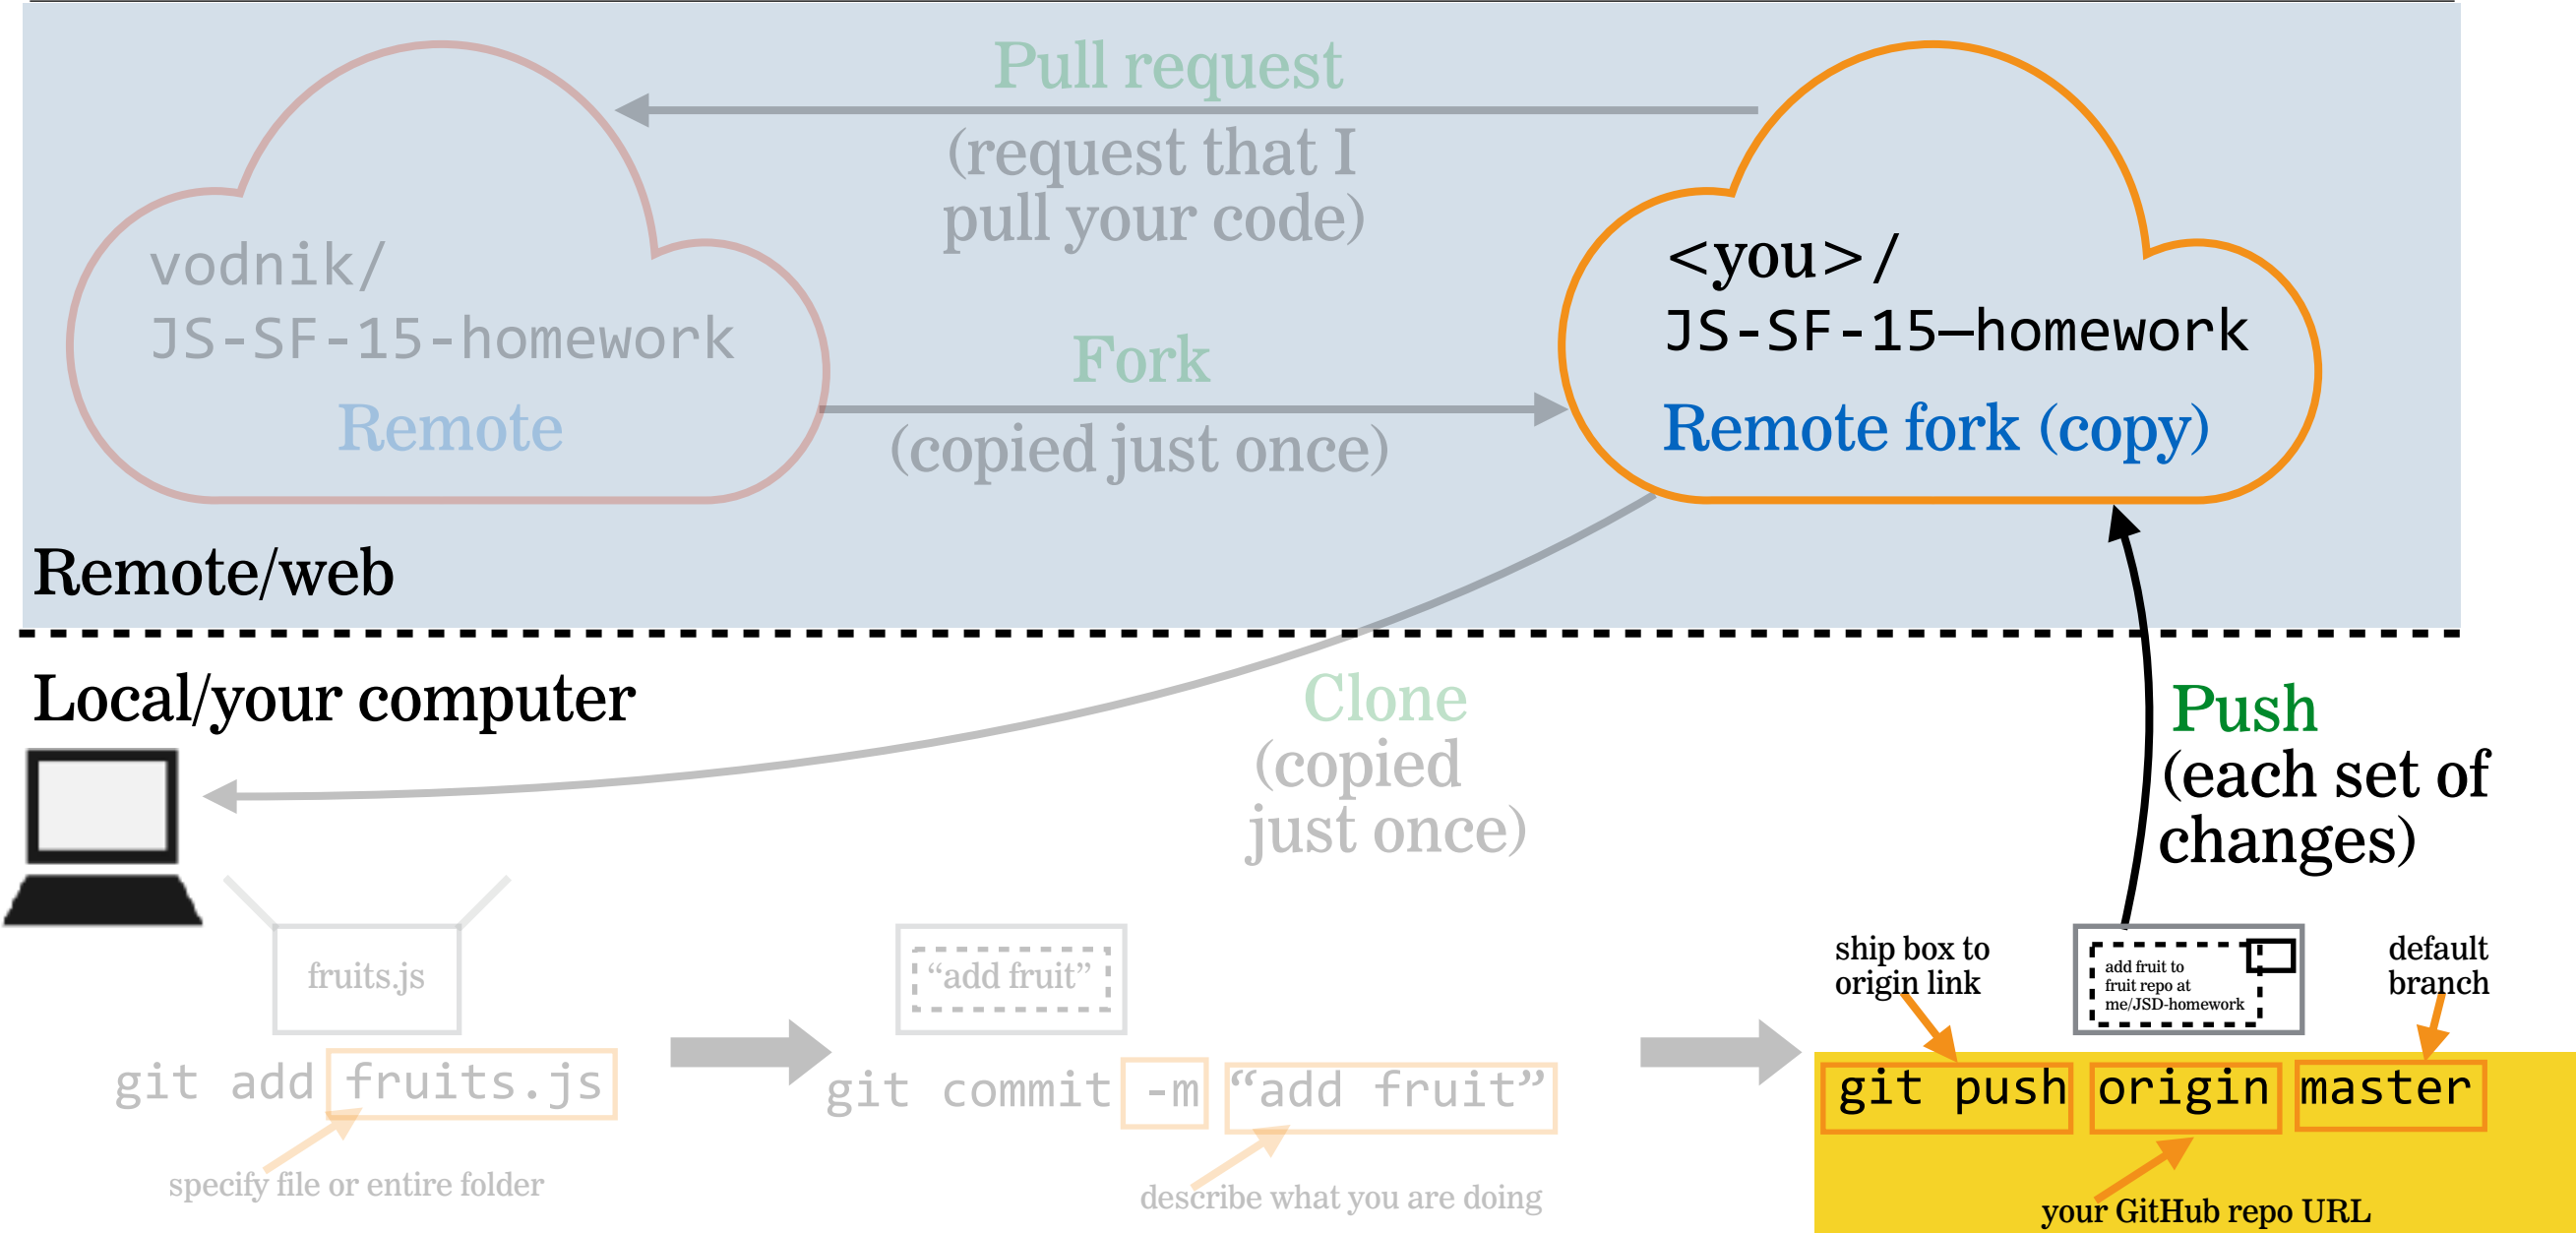 Pull request
(request that I
pull your code)
vodnik/
JS-SF-15-homework
Remote
Fork
(copied just once)
<you>/
JS-SF-15–homework
Remote fork (copy)
Remote/web
Local/your computer
Clone
(copied
just once)
Push
(each set of
changes)
fruits.js
git add fruits.js
specify file or entire folder
“add fruit”
git commit -m “add fruit”
describe what you are doing
ship box to
origin link
add fruit to
fruit repo at
me/JSD-homework
default
branch
git push origin master
your GitHub repo URL